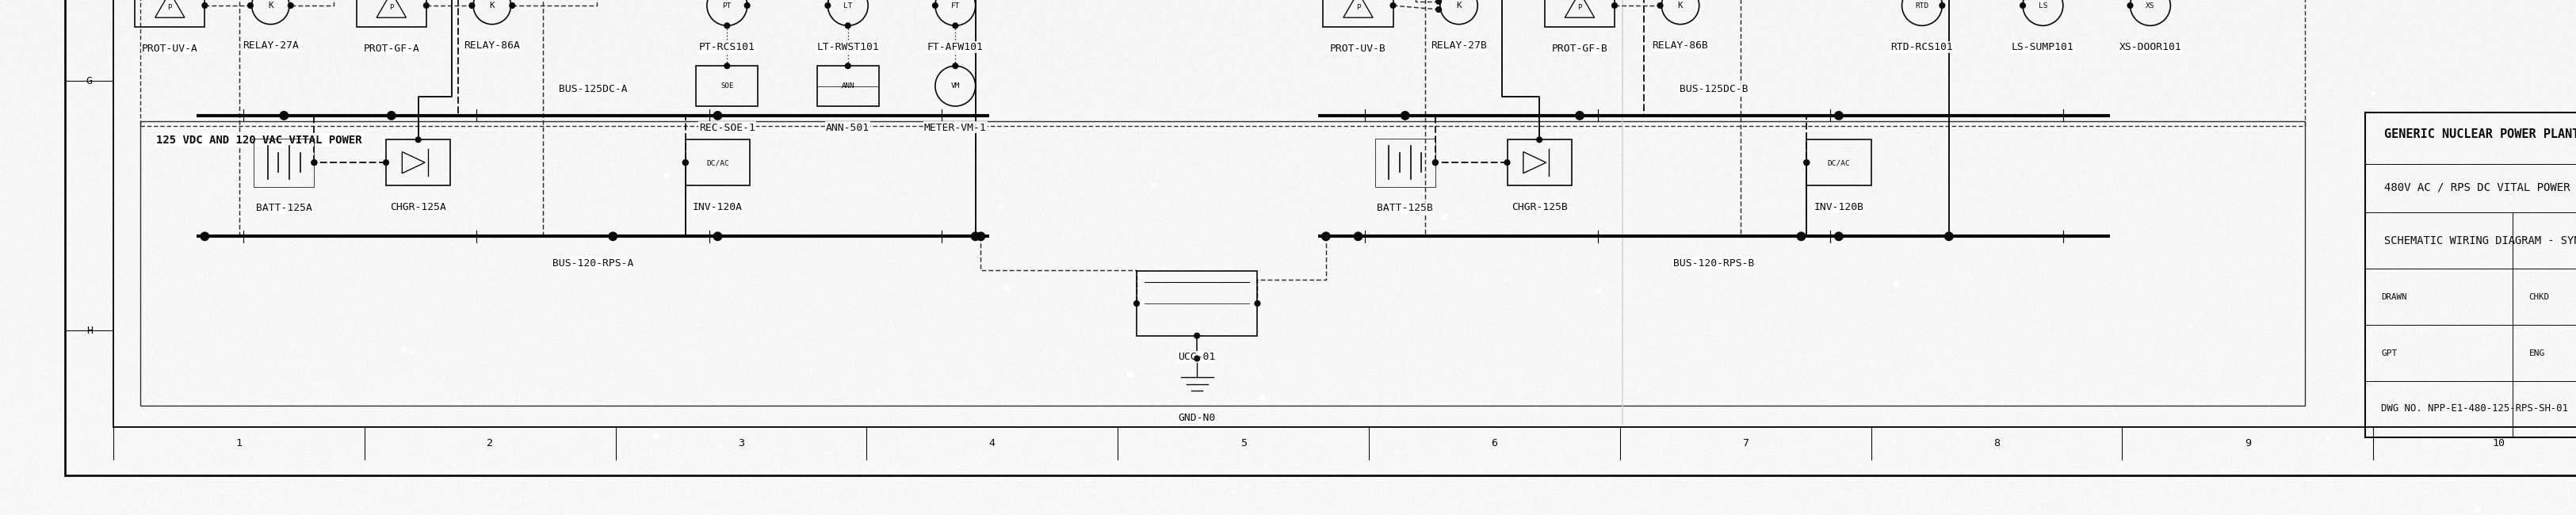 P K P K PT LT FT P K P K RTD LS XS
PROT-UV-A RELAY-27A PROT-GF-A RELAY-86A PT-RCS101 LT-RWST101 FT-AFW101 PROT-UV-B RELAY-27B PROT-GF-B RELAY-86B RTD-RCS101 LS-SUMP101 XS-DOOR101
G BUS-125DC-A SOE ANN VM BUS-125DC-B
REC-SOE-1 ANN-501 METER-VM-1
125 VDC AND 120 VAC VITAL POWER
DC/AC DC/AC
BATT-125A CHGR-125A INV-120A BATT-125B CHGR-125B INV-120B
BUS-120-RPS-A BUS-120-RPS-B
H
UCC-01
GND-N0
GENERIC NUCLEAR POWER PLANT
480V AC / RPS DC VITAL POWER
SCHEMATIC WIRING DIAGRAM - SYM
DRAWN CHKD
GPT ENG
DWG NO. NPP-E1-480-125-RPS-SH-01
1 2 3 4 5 6 7 8 9 10